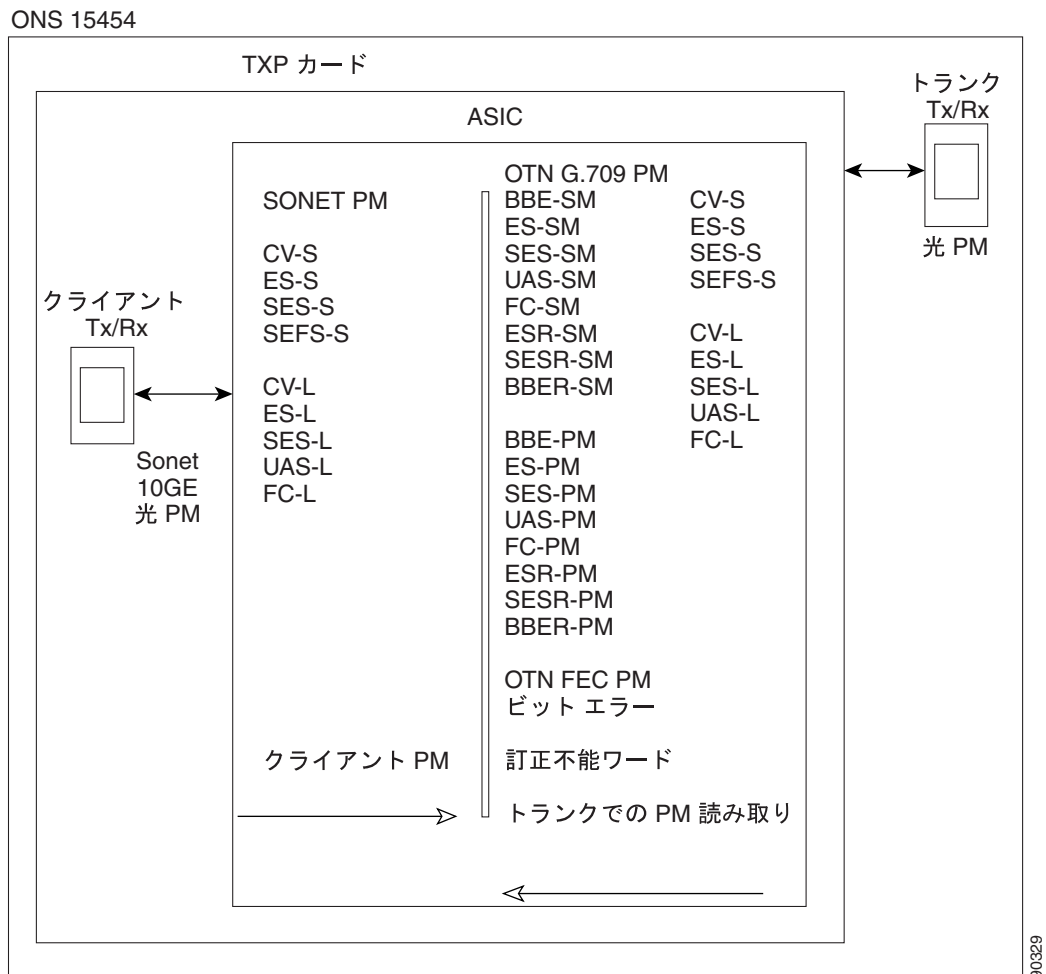 ONS 15454
TXP カード
ASIC
トランク
Tx/Rx
光 PM
クライアント
Tx/Rx
Sonet
10GE
光 PM
SONET PM
CV-S
ES-S
SES-S
SEFS-S
CV-L
ES-L
SES-L
UAS-L
FC-L
クライアント PM
OTN G.709 PM
BBE-SM
ES-SM
SES-SM
UAS-SM
FC-SM
ESR-SM
SESR-SM
BBER-SM
BBE-PM
ES-PM
SES-PM
UAS-PM
FC-PM
ESR-PM
SESR-PM
BBER-PM
OTN FEC PM
ビット エラー
訂正不能ワード
トランクでの PM 読み取り
CV-S
ES-S
SES-S
SEFS-S
CV-L
ES-L
SES-L
UAS-L
FC-L
90329